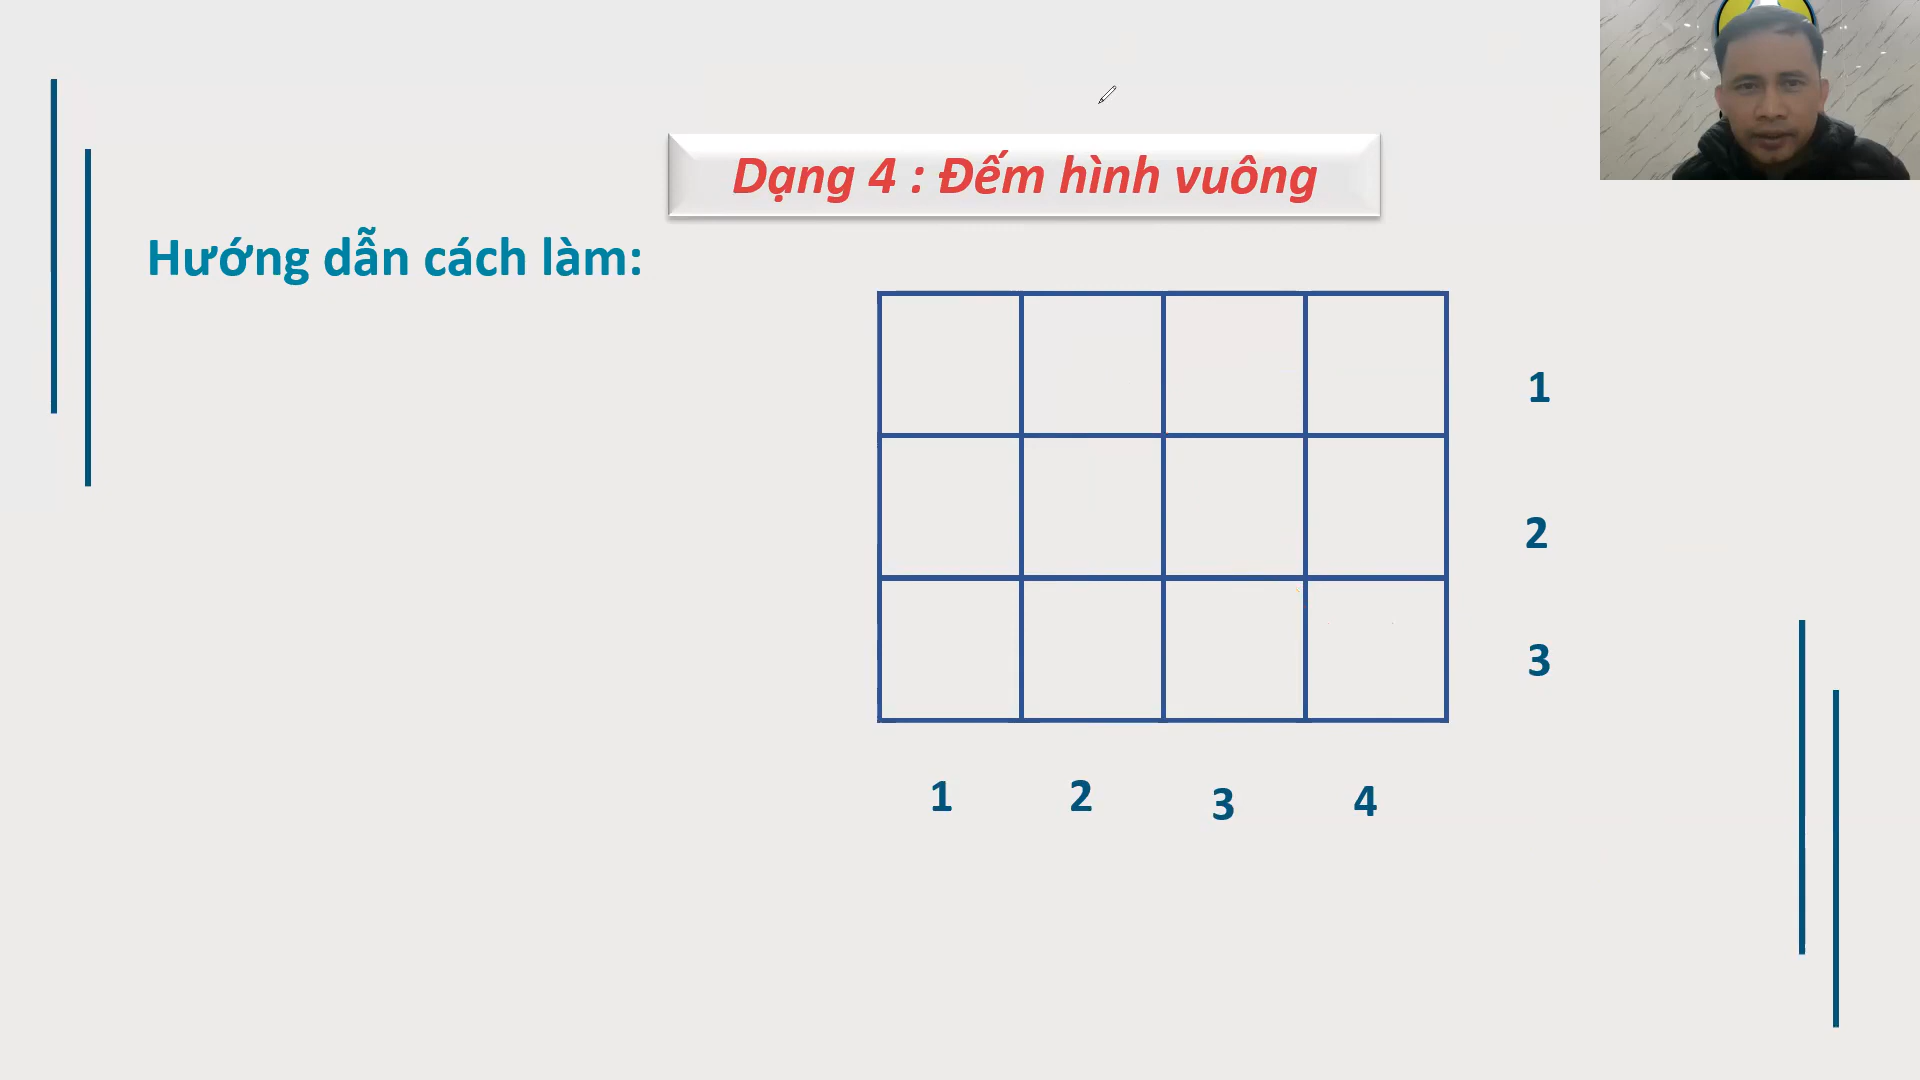 Dạng 4 : Đếm hình vuông
Hướng dẫn cách làm:
1
2
3
1 2 3 4